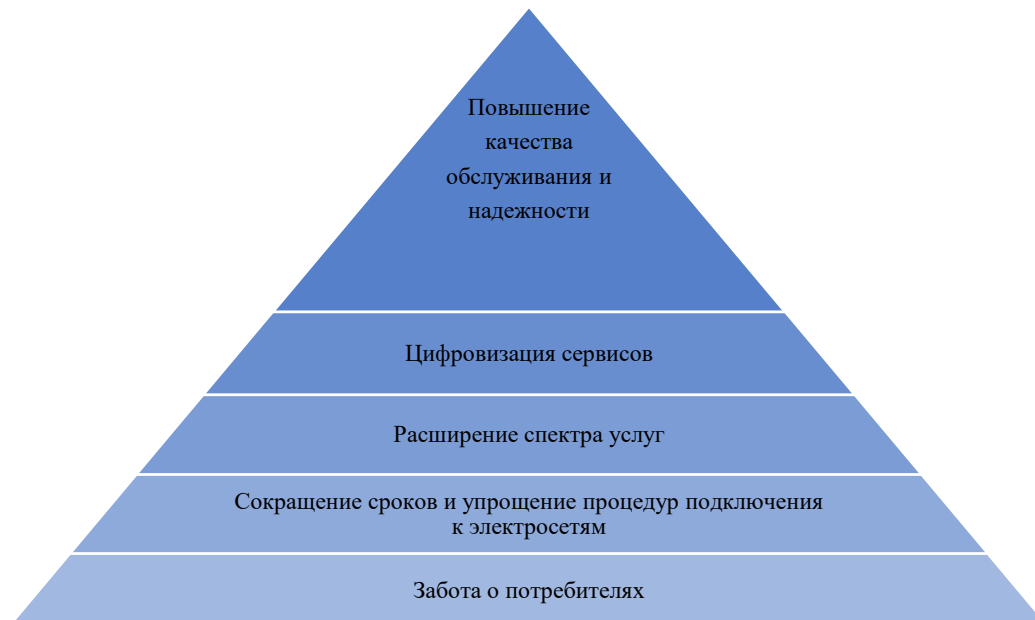 Повышение
качества
обслуживания и
надежности
Цифровизация сервисов
Расширение спектра услуг
Сокращение сроков и упрощение процедур подключения
к электросетям
Забота о потребителях